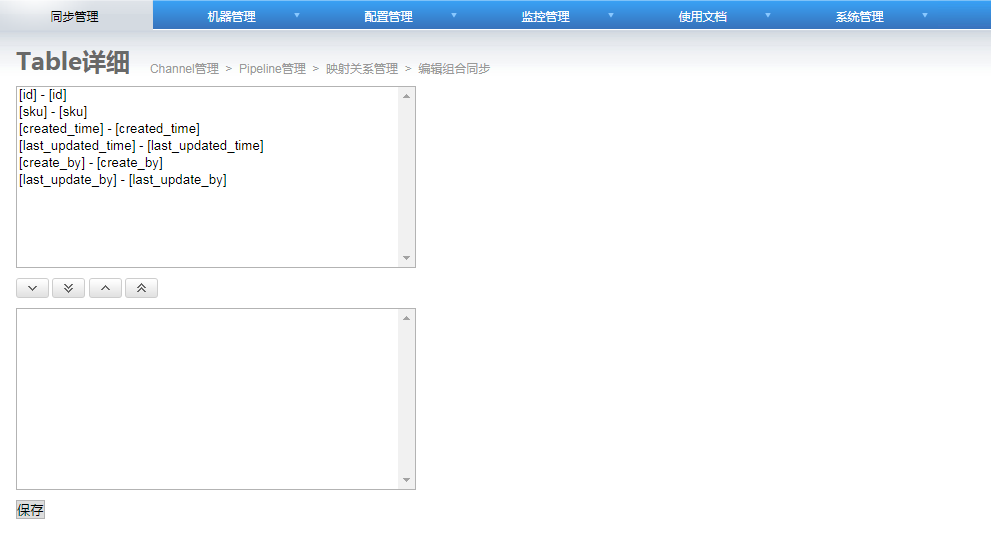 同步管理 机器管理 配置管理 监控管理 使用文档 系统管理
Table详细 Channel管理 > Pipeline管理 > 映射关系管理 > 编辑组合同步
[id] - [id]
[sku] - [sku]
[created_time] - [created_time]
[last_updated_time] - [last_updated_time]
[create_by] - [create_by]
[last_update_by] - [last_update_by]
保存